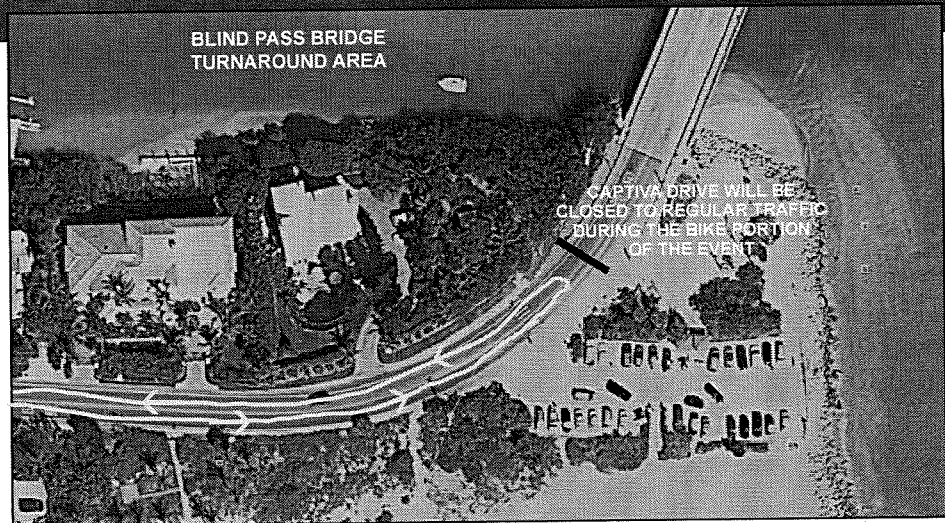 BLIND PASS BRIDGE
TURNAROUND AREA
CAPTIVA DRIVE WILL BE
CLOSED TO REGULAR TRAFFIC
DURING THE BIKE PORTION
OF THE EVENT